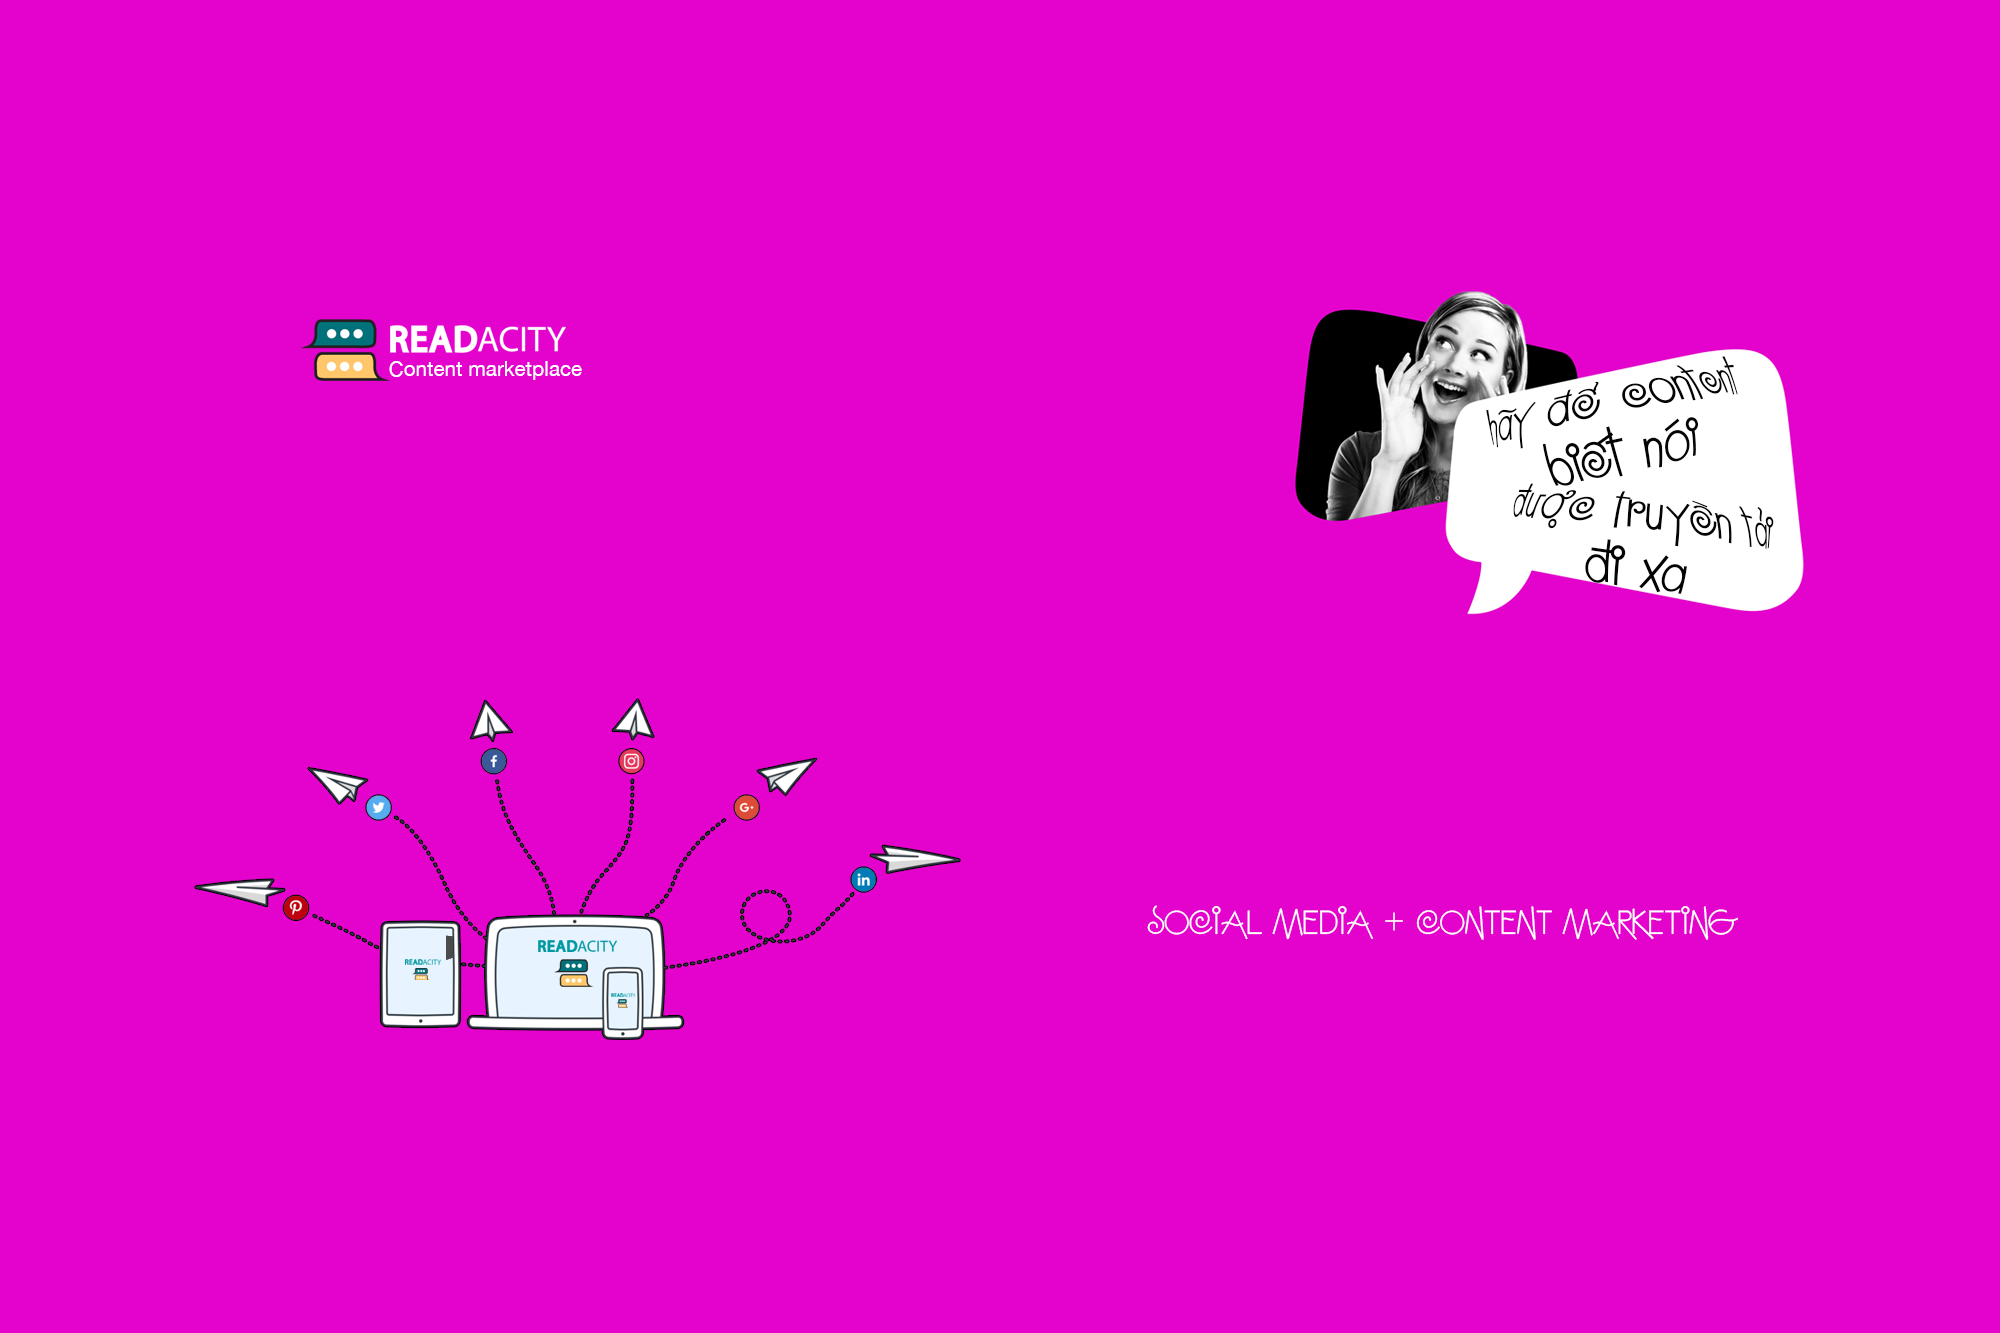 READACITY
Content marketplace
hãy để content
biết nói
được truyền tải
đi xa
READACITY
READACITY
READACITY
SOCIAL MEDIA + CONTENT MARKETING